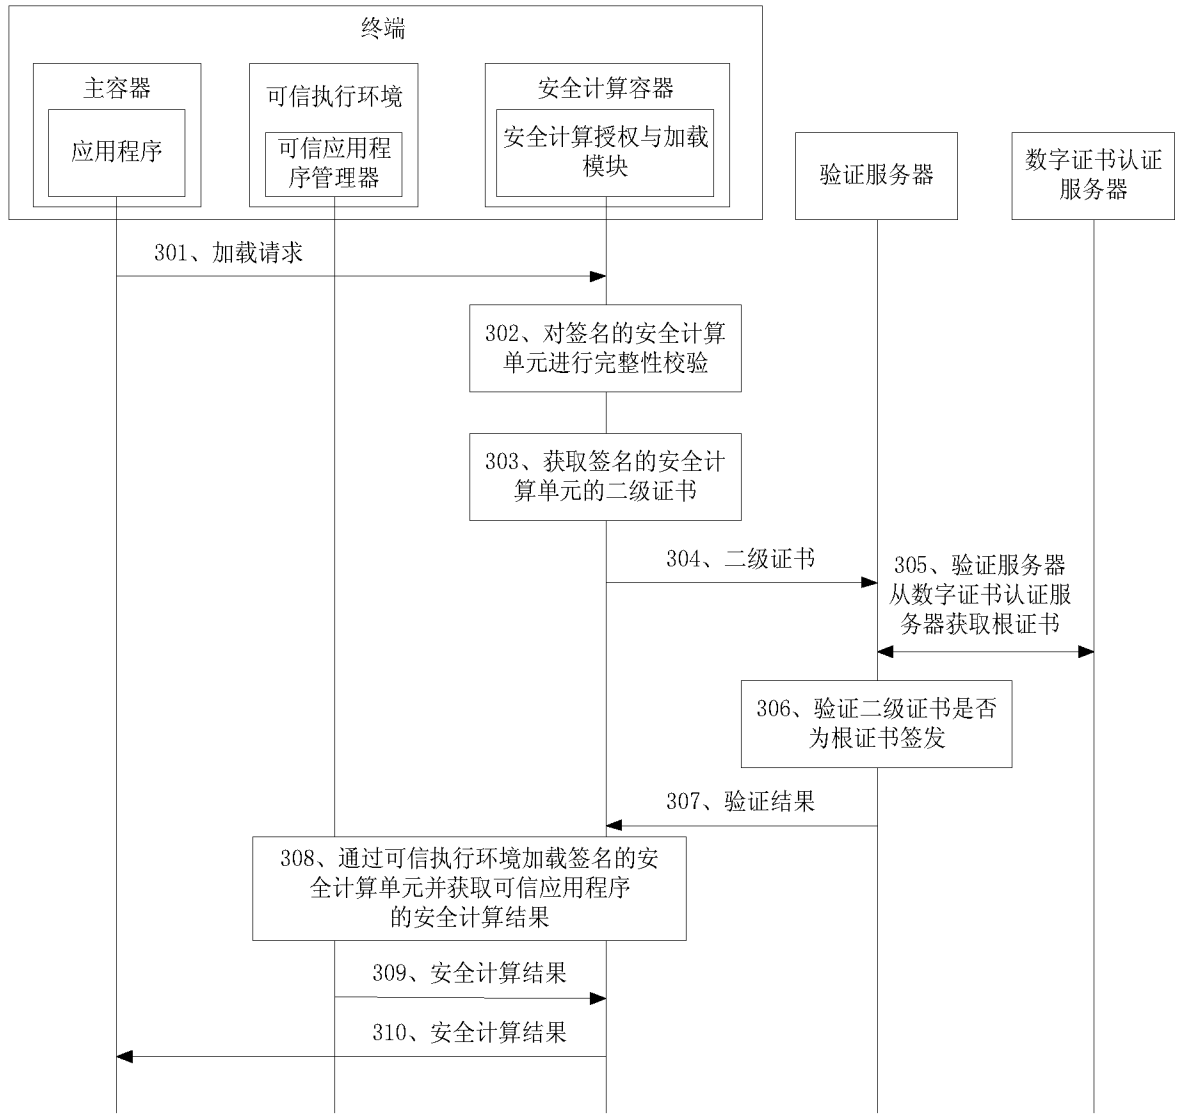 终端
主容器
应用程序
可信执行环境
可信应用程
序管理器
安全计算容器
安全计算授权与加载
模块
验证服务器
数字证书认证
服务器
301、加载请求
302、对签名的安全计算
单元进行完整性校验
303、获取签名的安全计
算单元的二级证书
304、二级证书
305、验证服务器
从数字证书认证服
务器获取根证书
306、验证二级证书是否
为根证书签发
307、验证结果
308、通过可信执行环境加载签名的安
全计算单元并获取可信应用程序
的安全计算结果
309、安全计算结果
310、安全计算结果